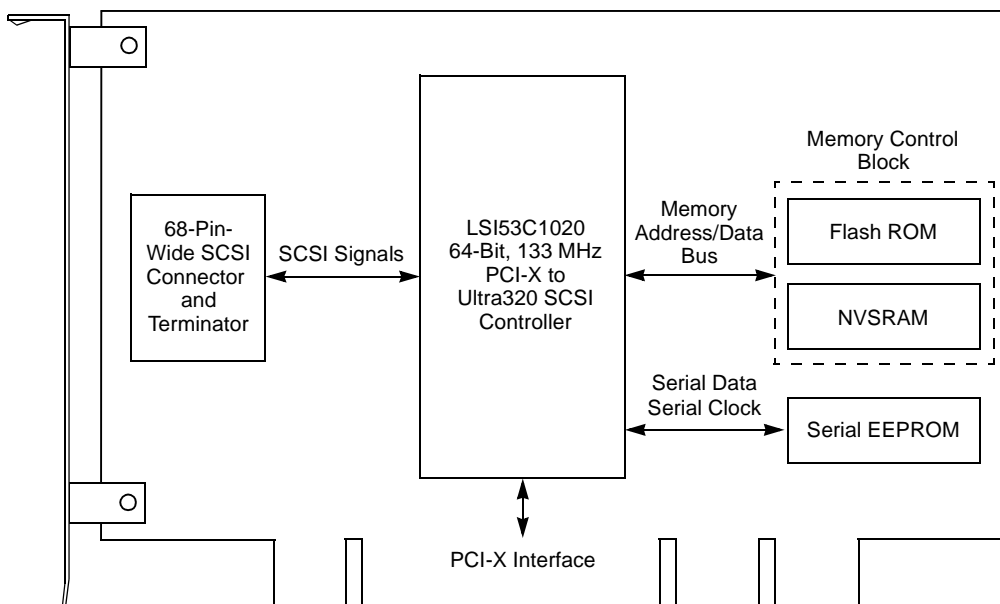 Memory Control
Block
68-Pin-
Wide SCSI
Connector
and
Terminator
SCSI Signals
LSI53C1020
64-Bit, 133 MHz
PCI-X to
Ultra320 SCSI
Controller
Memory
Address/Data
Bus
Flash ROM
NVSRAM
Serial Data
Serial Clock
Serial EEPROM
PCI-X Interface